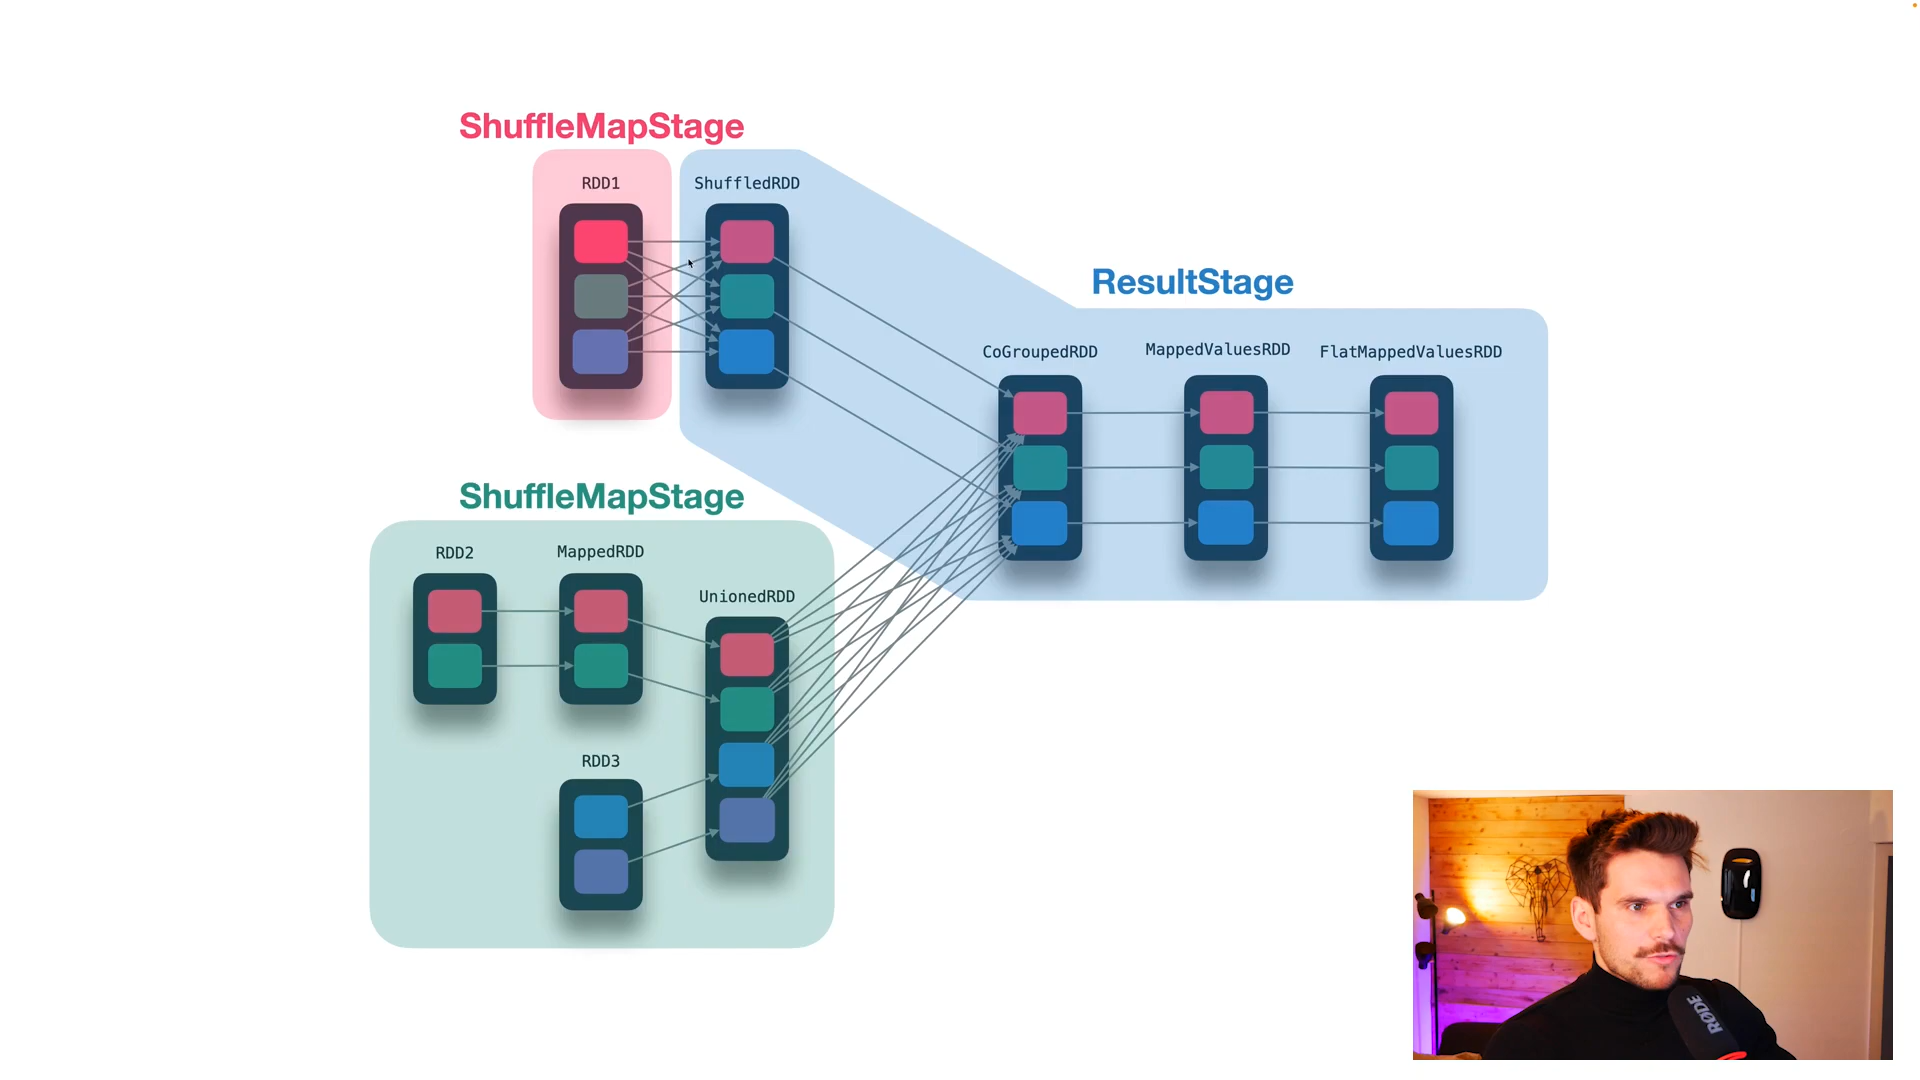 ShuffleMapStage
RDD1
ShuffledRDD
ResultStage
CoGroupedRDD
MappedValuesRDD
FlatMappedValuesRDD
ShuffleMapStage
RDD2
MappedRDD
UnionedRDD
RDD3
RØDE